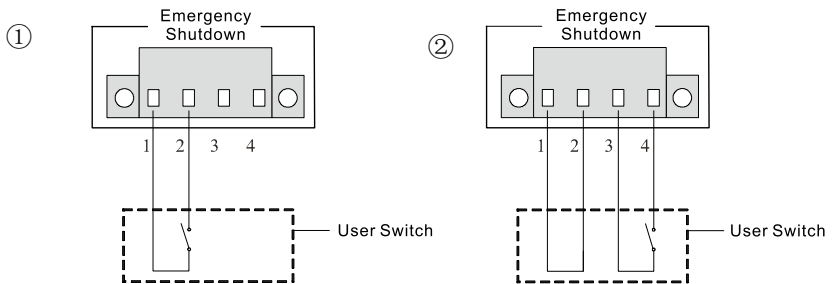 ①
Emergency
Shutdown
1 2 3 4
User Switch
②
Emergency
Shutdown
1 2 3 4
User Switch